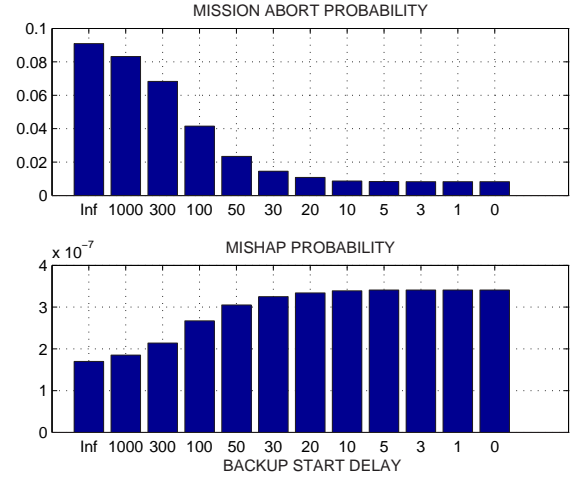 MISSION ABORT PROBABILITY
0.1
0.08
0.06
0.04
0.02
0
Inf 1000 300 100 50 30 20 10 5 3 1 0
MISHAP PROBABILITY
x 10⁻⁷
4
3
2
1
0
Inf 1000 300 100 50 30 20 10 5 3 1 0
BACKUP START DELAY